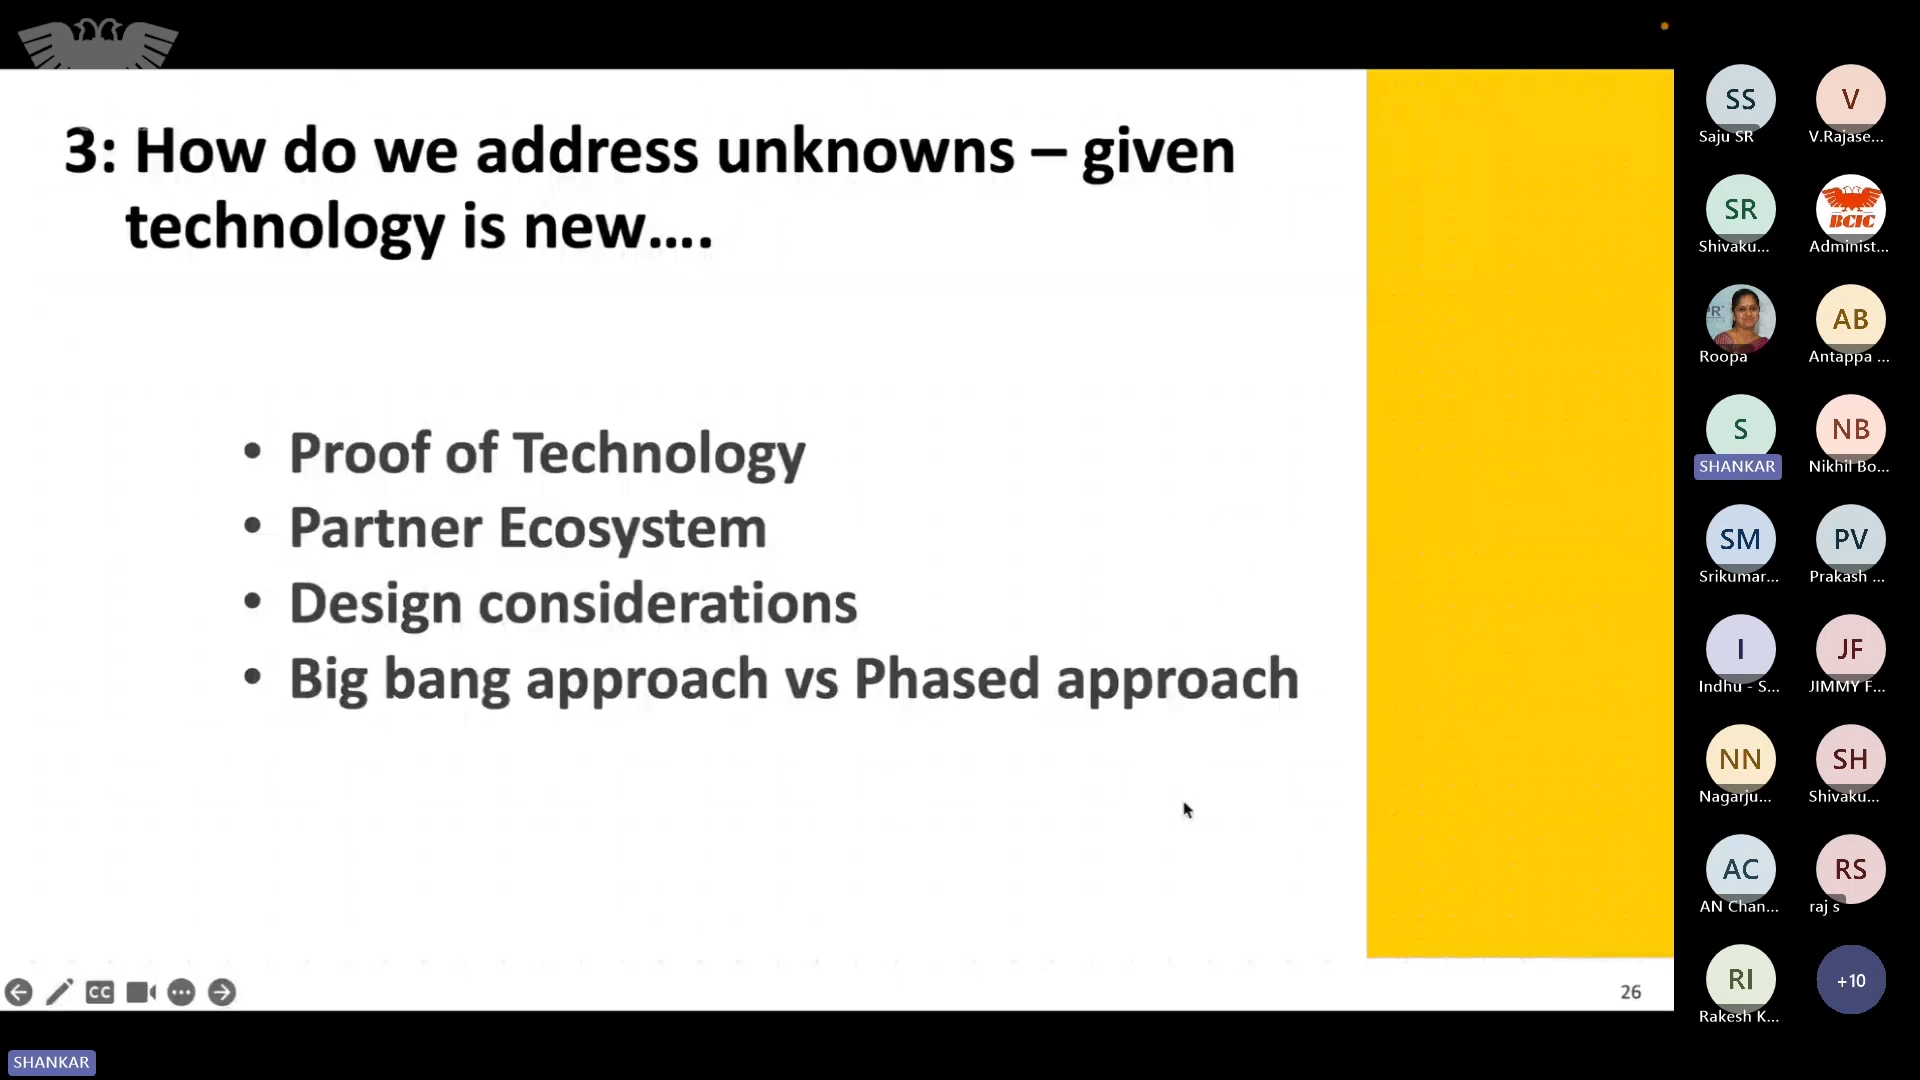 3: How do we address unknowns – given
technology is new....
• Proof of Technology
• Partner Ecosystem
• Design considerations
• Big bang approach vs Phased approach
CC
26
SHANKAR
SS
Saju SR
V
V.Rajase...
SR
Shivaku...
BCIC
Administ...
PR
Roopa
AB
Antappa ...
S
SHANKAR
NB
Nikhil Bo...
SM
Srikumar...
PV
Prakash ...
I
Indhu - S...
JF
JIMMY F...
NN
Nagarju...
SH
Shivaku...
AC
AN Chan...
RS
raj s
RI
Rakesh K...
+10